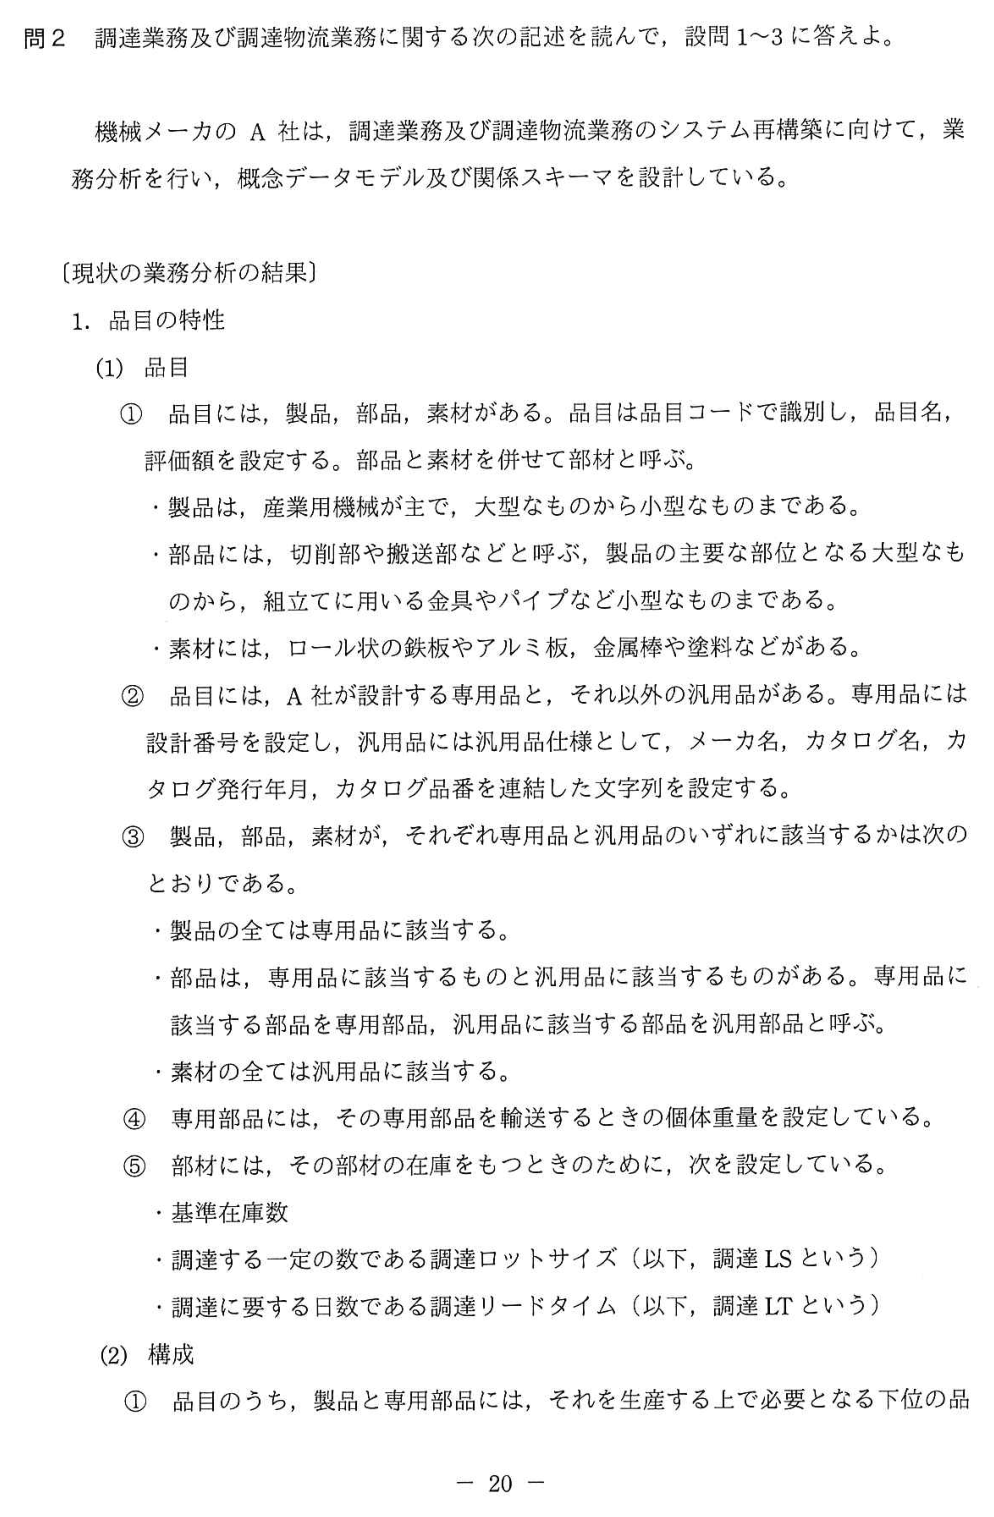 問2　調達業務及び調達物流業務に関する次の記述を読んで，設問1～3に答えよ。
機械メーカの A 社は，調達業務及び調達物流業務のシステム再構築に向けて，業
務分析を行い，概念データモデル及び関係スキーマを設計している。
〔現状の業務分析の結果〕
1. 品目の特性
(1) 品目
① 品目には，製品，部品，素材がある。品目は品目コードで識別し，品目名，
評価額を設定する。部品と素材を併せて部材と呼ぶ。
・製品は，産業用機械が主で，大型なものから小型なものまである。
・部品には，切削部や搬送部などと呼ぶ，製品の主要な部位となる大型なも
のから，組立てに用いる金具やパイプなど小型なものまである。
・素材には，ロール状の鉄板やアルミ板，金属棒や塗料などがある。
② 品目には，A 社が設計する専用品と，それ以外の汎用品がある。専用品には
設計番号を設定し，汎用品には汎用品仕様として，メーカ名，カタログ名，カ
タログ発行年月，カタログ品番を連結した文字列を設定する。
③ 製品，部品，素材が，それぞれ専用品と汎用品のいずれに該当するかは次の
とおりである。
・製品の全ては専用品に該当する。
・部品は，専用品に該当するものと汎用品に該当するものがある。専用品に
該当する部品を専用部品，汎用品に該当する部品を汎用部品と呼ぶ。
・素材の全ては汎用品に該当する。
④ 専用部品には，その専用部品を輸送するときの個体重量を設定している。
⑤ 部材には，その部材の在庫をもつときのために，次を設定している。
・基準在庫数
・調達する一定の数である調達ロットサイズ（以下，調達 LS という）
・調達に要する日数である調達リードタイム（以下，調達 LT という）
(2) 構成
① 品目のうち，製品と専用部品には，それを生産する上で必要となる下位の品
－ 20 －